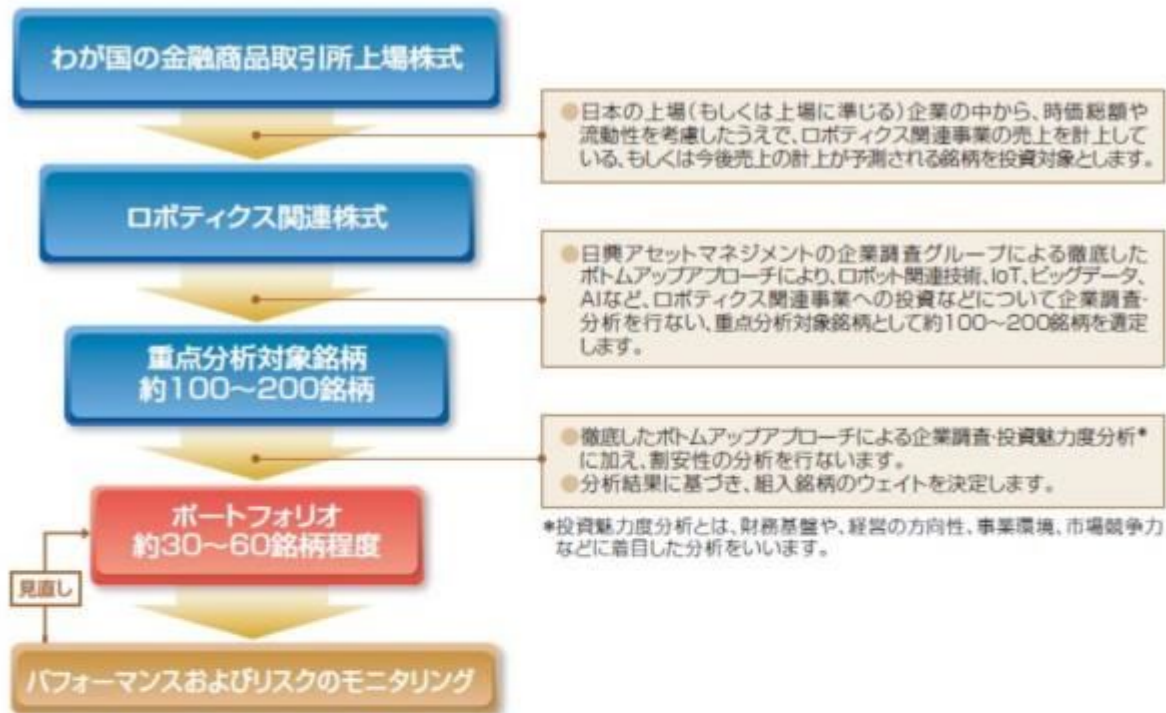 わが国の金融商品取引所上場株式
●日本の上場(もしくは上場に準じる)企業の中から、時価総額や
流動性を考慮したうえで、ロボティクス関連事業の売上を計上して
いる、もしくは今後売上の計上が予測される銘柄を投資対象とします。
ロボティクス関連株式
●日興アセットマネジメントの企業調査グループによる徹底した
ボトムアップアプローチにより、ロボット関連技術、IoT、ビッグデータ、
AIなど、ロボティクス関連事業への投資などについて企業調査・
分析を行ない、重点分析対象銘柄として約100～200銘柄を選定
します。
重点分析対象銘柄
約100～200銘柄
●徹底したボトムアップアプローチによる企業調査・投資魅力度分析*
に加え、割安性の分析を行ないます。
●分析結果に基づき、組入銘柄のウェイトを決定します。
*投資魅力度分析とは、財務基盤や、経営の方向性、事業環境、市場競争力
などに着目した分析をいいます。
ポートフォリオ
約30～60銘柄程度
見直し
パフォーマンスおよびリスクのモニタリング